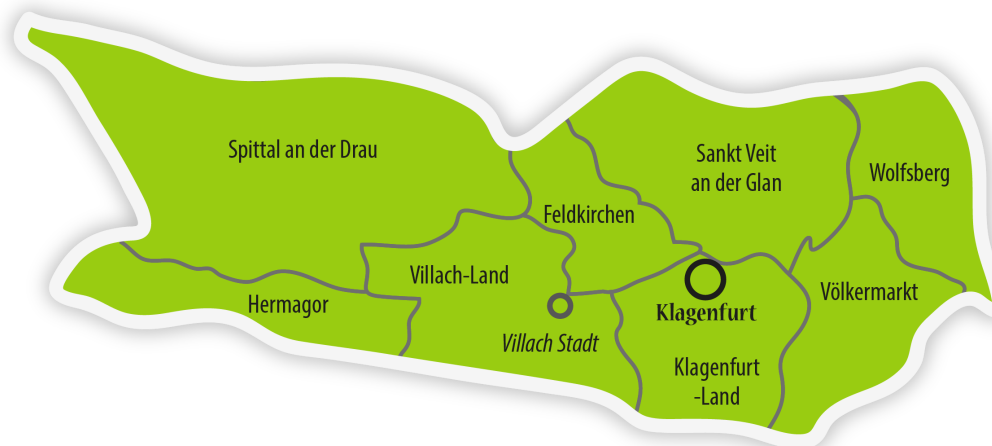 Spittal an der Drau
Sankt Veit
an der Glan
Wolfsberg
Feldkirchen
Villach-Land
Hermagor
Völkermarkt
Klagenfurt
Villach Stadt
Klagenfurt
-Land